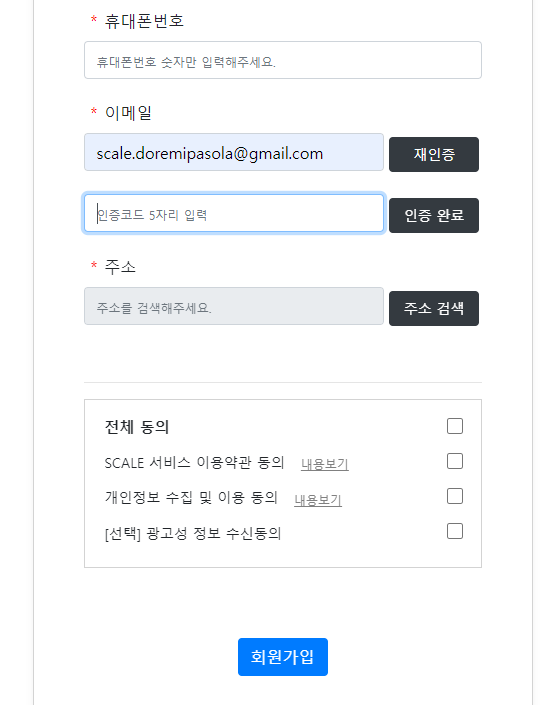 * 휴대폰번호
휴대폰번호 숫자만 입력해주세요.
* 이메일
scale.doremipasola@gmail.com 재인증
인증코드 5자리 입력 인증 완료
* 주소
주소를 검색해주세요. 주소 검색
전체 동의
SCALE 서비스 이용약관 동의 내용보기
개인정보 수집 및 이용 동의 내용보기
[선택] 광고성 정보 수신동의
회원가입